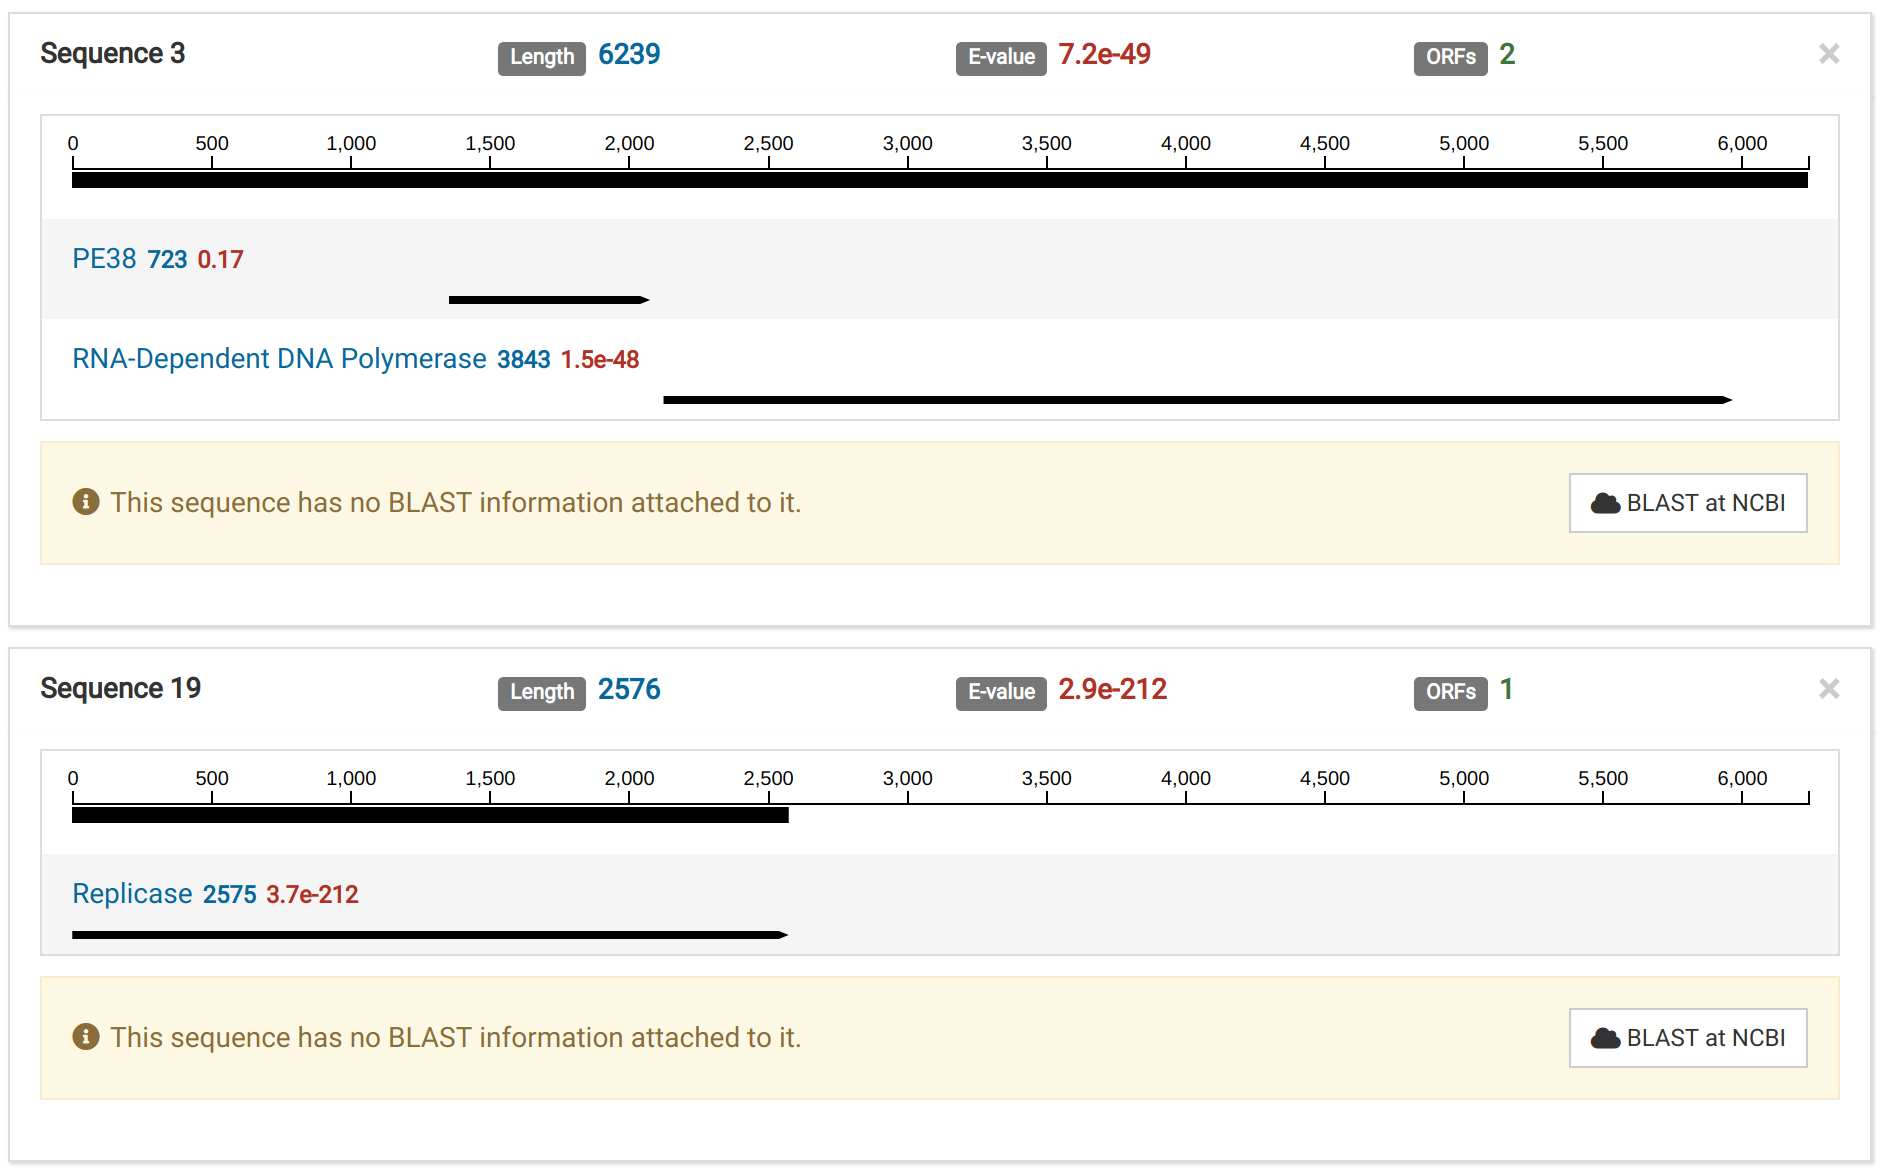 Sequence 3 Length 6239 E-value 7.2e-49 ORFs 2 ×
0 500 1,000 1,500 2,000 2,500 3,000 3,500 4,000 4,500 5,000 5,500 6,000
PE38 723 0.17
RNA-Dependent DNA Polymerase 3843 1.5e-48
This sequence has no BLAST information attached to it. BLAST at NCBI
Sequence 19 Length 2576 E-value 2.9e-212 ORFs 1 ×
0 500 1,000 1,500 2,000 2,500 3,000 3,500 4,000 4,500 5,000 5,500 6,000
Replicase 2575 3.7e-212
This sequence has no BLAST information attached to it. BLAST at NCBI